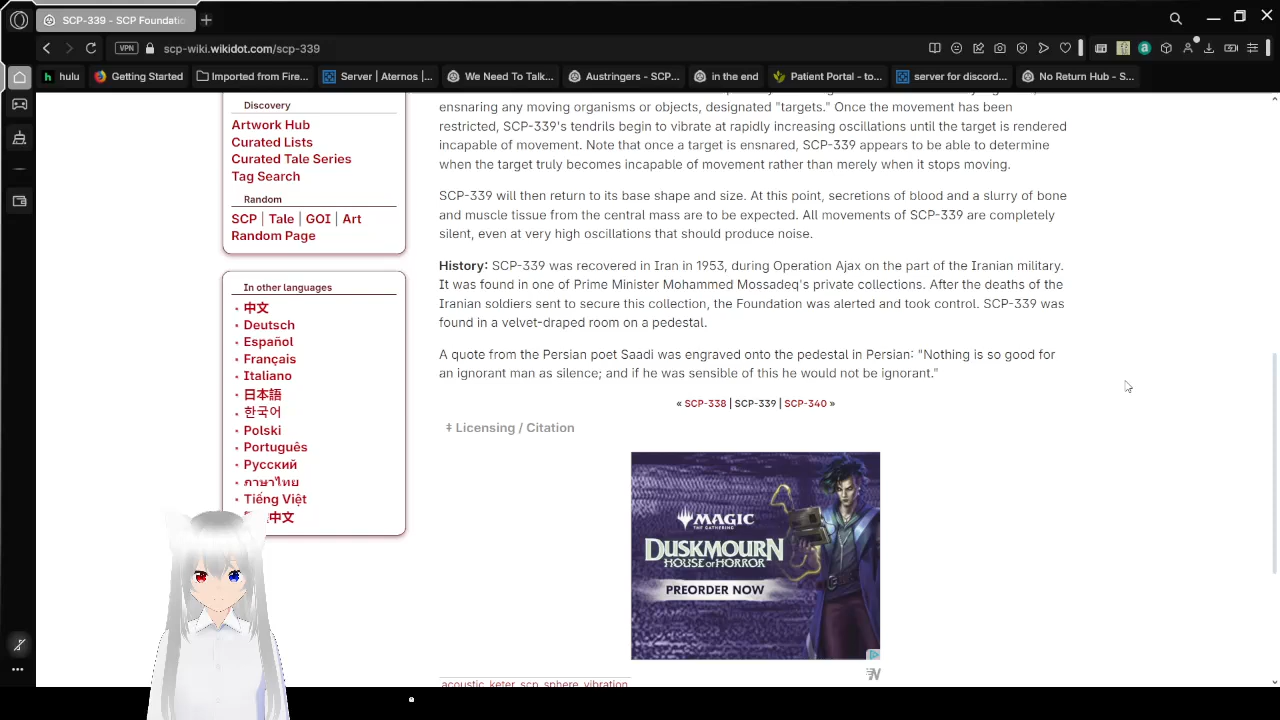 SCP-339 - SCP Foundatio
scp-wiki.wikidot.com/scp-339
VPN
hulu
Getting Started
Imported from Fire...
Server | Aternos |...
We Need To Talk...
Austringers - SCP...
in the end
Patient Portal - to...
server for discord...
No Return Hub - S...
Discovery
Artwork Hub
Curated Lists
Curated Tale Series
Tag Search
Random
SCP | Tale | GOI | Art
Random Page
In other languages
中文
Deutsch
Español
Français
Italiano
日本語
한국어
Polski
Português
Русский
ภาษาไทย
Tiếng Việt
中文
ensnaring any moving organisms or objects, designated "targets." Once the movement has been
restricted, SCP-339's tendrils begin to vibrate at rapidly increasing oscillations until the target is rendered
incapable of movement. Note that once a target is ensnared, SCP-339 appears to be able to determine
when the target truly becomes incapable of movement rather than merely when it stops moving.
SCP-339 will then return to its base shape and size. At this point, secretions of blood and a slurry of bone
and muscle tissue from the central mass are to be expected. All movements of SCP-339 are completely
silent, even at very high oscillations that should produce noise.
History: SCP-339 was recovered in Iran in 1953, during Operation Ajax on the part of the Iranian military.
It was found in one of Prime Minister Mohammed Mossadeq's private collections. After the deaths of the
Iranian soldiers sent to secure this collection, the Foundation was alerted and took control. SCP-339 was
found in a velvet-draped room on a pedestal.
A quote from the Persian poet Saadi was engraved onto the pedestal in Persian: "Nothing is so good for
an ignorant man as silence; and if he was sensible of this he would not be ignorant."
« SCP-338 | SCP-339 | SCP-340 »
‡ Licensing / Citation
MAGIC
THE GATHERING
DUSKMOURN
HOUSE OF HORROR
PREORDER NOW
acoustic keter scp sphere vibration